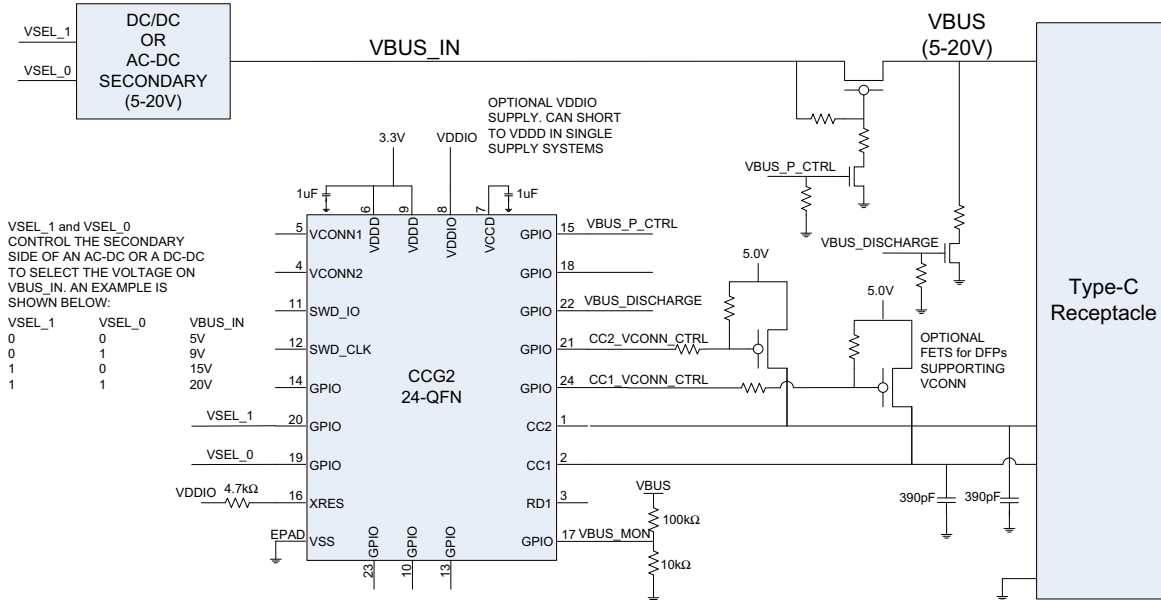 VSEL_1
VSEL_0
DC/DC
OR
AC-DC
SECONDARY
(5-20V)
VBUS_IN
VBUS
(5-20V)
Type-C
Receptacle
OPTIONAL VDDIO
SUPPLY. CAN SHORT
TO VDDD IN SINGLE
SUPPLY SYSTEMS
3.3V
VDDIO
1uF
1uF
VBUS_P_CTRL
VBUS_DISCHARGE
VSEL_1 and VSEL_0
CONTROL THE SECONDARY
SIDE OF AN AC-DC OR A DC-DC
TO SELECT THE VOLTAGE ON
VBUS_IN. AN EXAMPLE IS
SHOWN BELOW:
VSEL_1 VSEL_0 VBUS_IN
0 0 5V
0 1 9V
1 0 15V
1 1 20V
6 VDDD
9 VDDD
8 VDDIO
7 VCCD
5 VCONN1
4 VCONN2
11 SWD_IO
12 SWD_CLK
14 GPIO
VSEL_1 20 GPIO
VSEL_0 19 GPIO
VDDIO 4.7kΩ 16 XRES
EPAD VSS
CCG2
24-QFN
GPIO 23
GPIO 10
GPIO 13
GPIO 15 VBUS_P_CTRL
GPIO 18
GPIO 22 VBUS_DISCHARGE
GPIO 21 CC2_VCONN_CTRL
GPIO 24 CC1_VCONN_CTRL
CC2 1
CC1 2
RD1 3
GPIO 17 VBUS_MON
VBUS
100kΩ
10kΩ
5.0V
5.0V
OPTIONAL
FETS for DFPs
SUPPORTING
VCONN
390pF
390pF